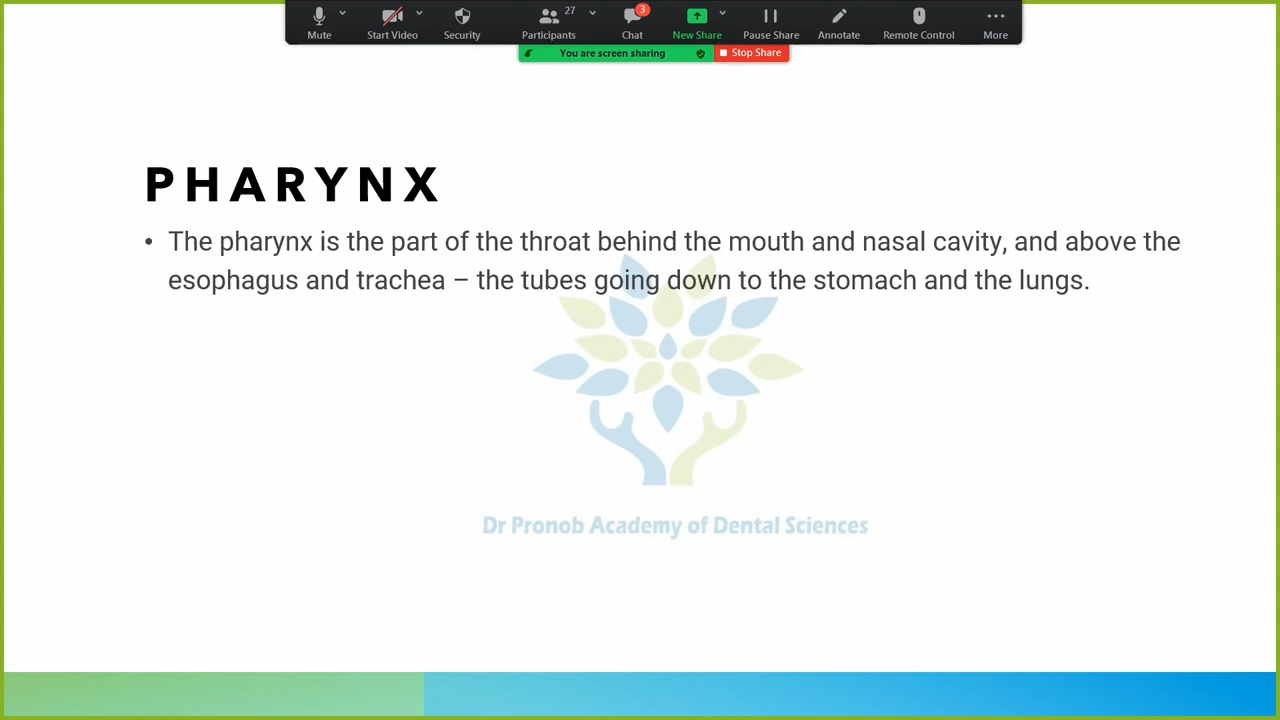 27
3
Mute
Start Video
Security
Participants
Chat
New Share
Pause Share
Annotate
Remote Control
More
You are screen sharing
Stop Share
PHARYNX
• The pharynx is the part of the throat behind the mouth and nasal cavity, and above the
esophagus and trachea – the tubes going down to the stomach and the lungs.
Dr Pronob Academy of Dental Sciences